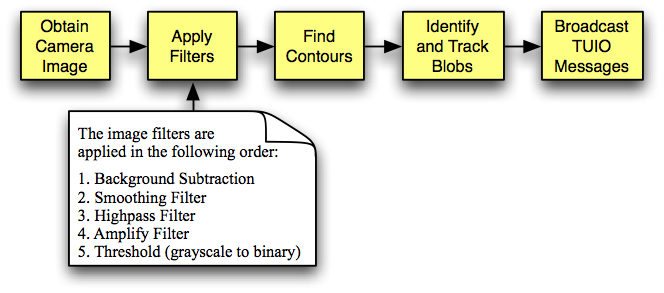 Obtain
Camera
Image
Apply
Filters
Find
Contours
Identify
and Track
Blobs
Broadcast
TUIO
Messages
The image filters are
applied in the following order:
1. Background Subtraction
2. Smoothing Filter
3. Highpass Filter
4. Amplify Filter
5. Threshold (grayscale to binary)